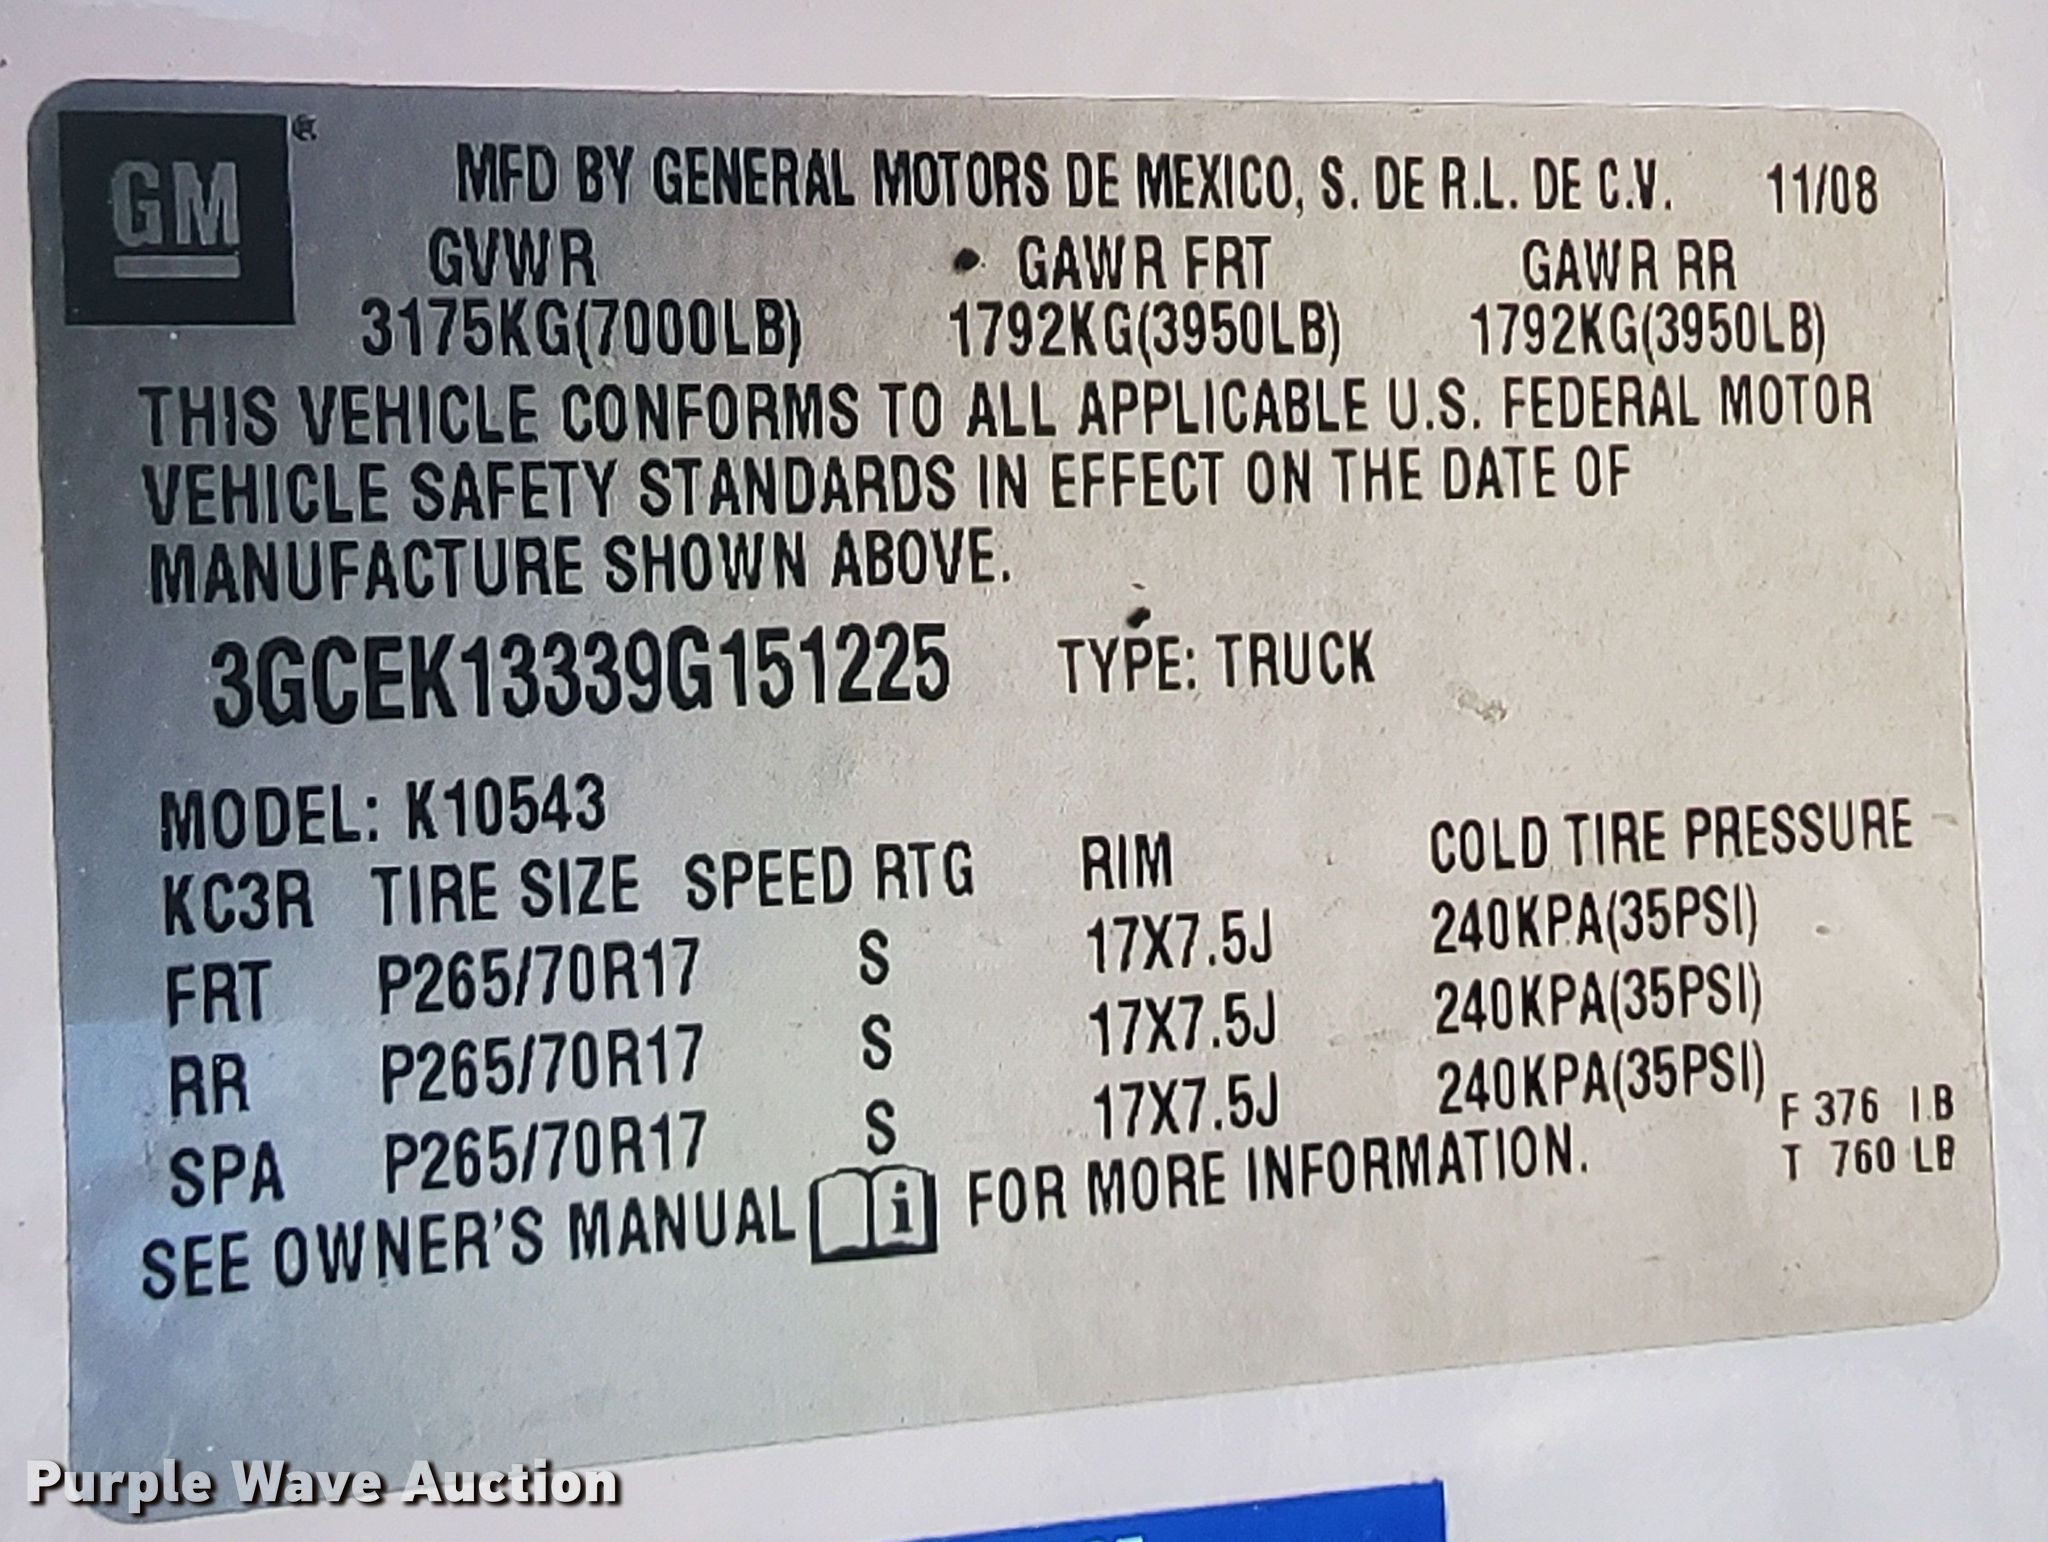 GM
MFD BY GENERAL MOTORS DE MEXICO, S. DE R.L. DE C.V. 11/08
GVWR GAWR FRT GAWR RR
3175KG(7000LB) 1792KG(3950LB) 1792KG(3950LB)
THIS VEHICLE CONFORMS TO ALL APPLICABLE U.S. FEDERAL MOTOR
VEHICLE SAFETY STANDARDS IN EFFECT ON THE DATE OF
MANUFACTURE SHOWN ABOVE.
3GCEK13339G151225 TYPE: TRUCK
MODEL: K10543
KC3R TIRE SIZE SPEED RTG RIM COLD TIRE PRESSURE
FRT P265/70R17 S 17X7.5J 240KPA(35PSI)
RR P265/70R17 S 17X7.5J 240KPA(35PSI)
SPA P265/70R17 S 17X7.5J 240KPA(35PSI)
F 376 LB
T 760 LB
SEE OWNER'S MANUAL i FOR MORE INFORMATION.
Purple Wave Auction